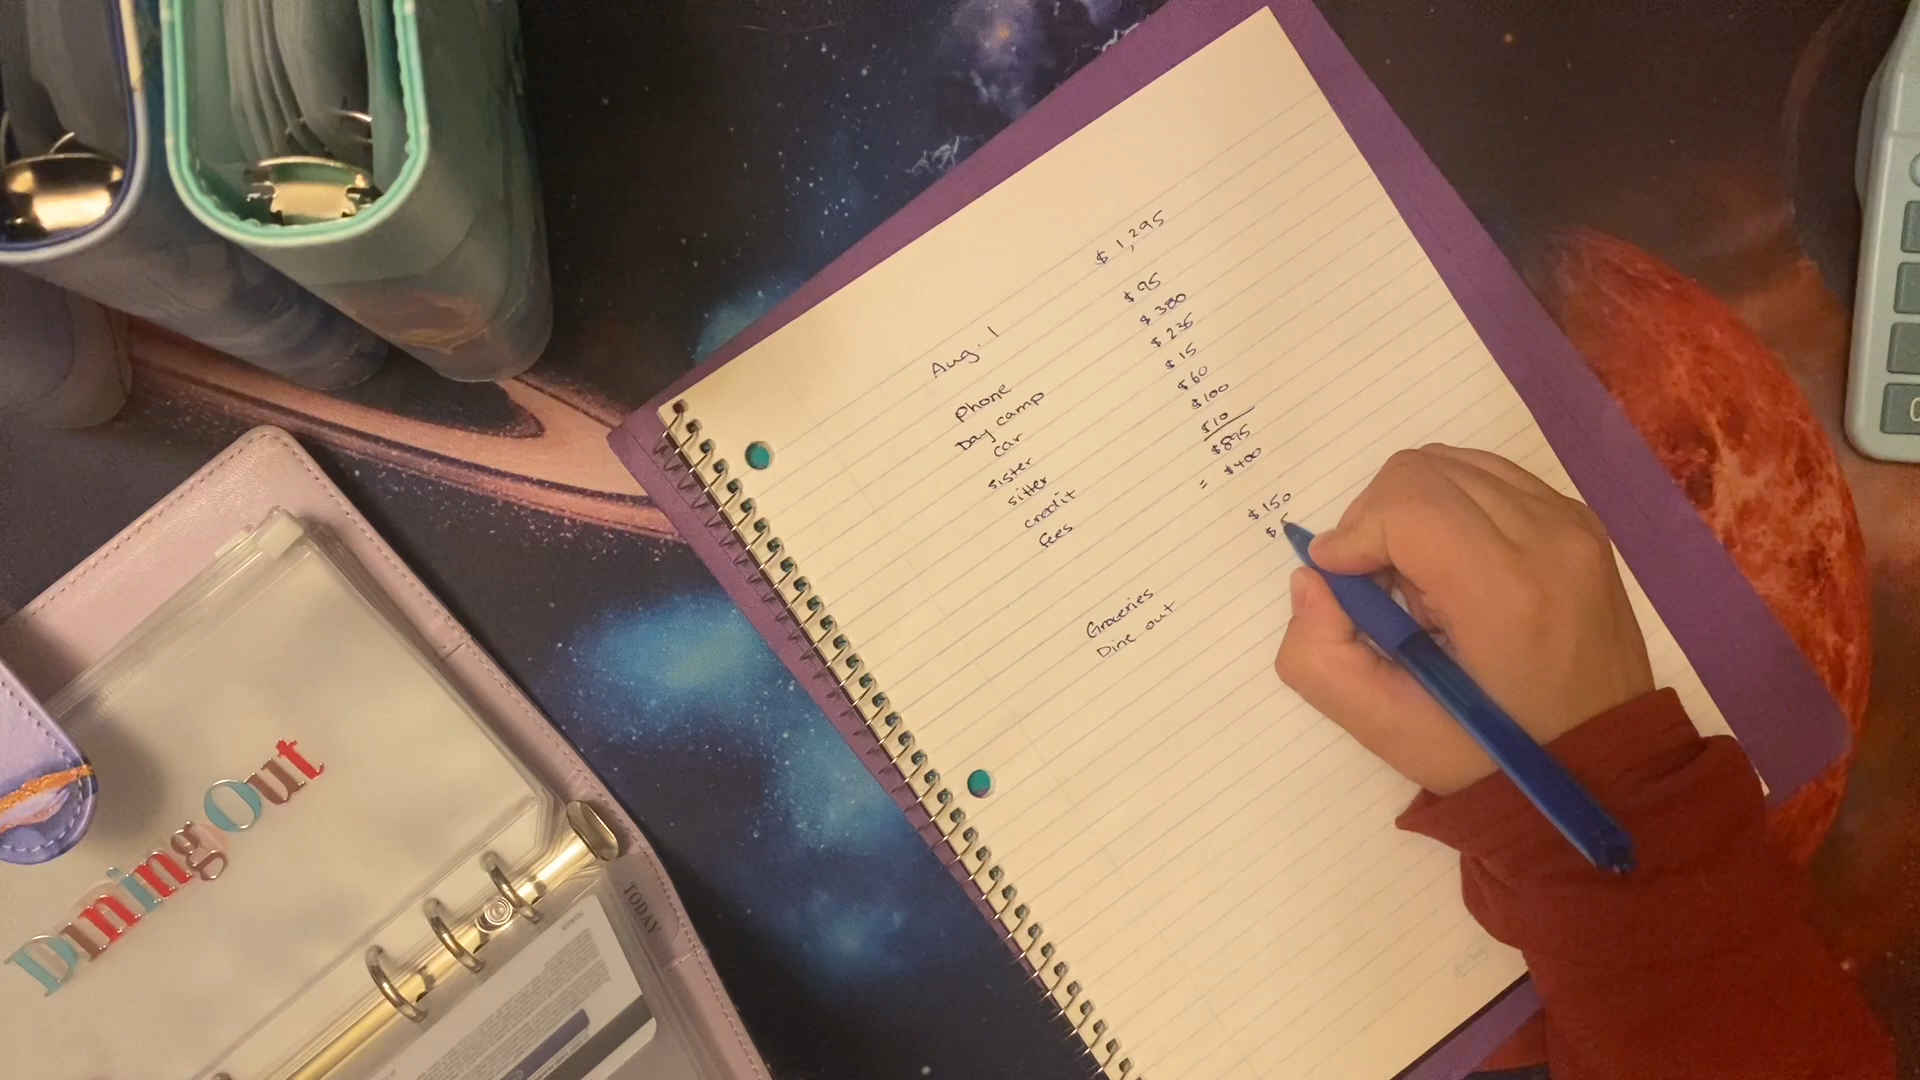 Aug. 1 $ 1,295
Phone $95
Day camp $ 380
car $ 235
sister $ 15
sitter $60
credit $100
fees $10
$895
= $400
Groceries $ 150
Dine out $5
Dining Out
TODAY